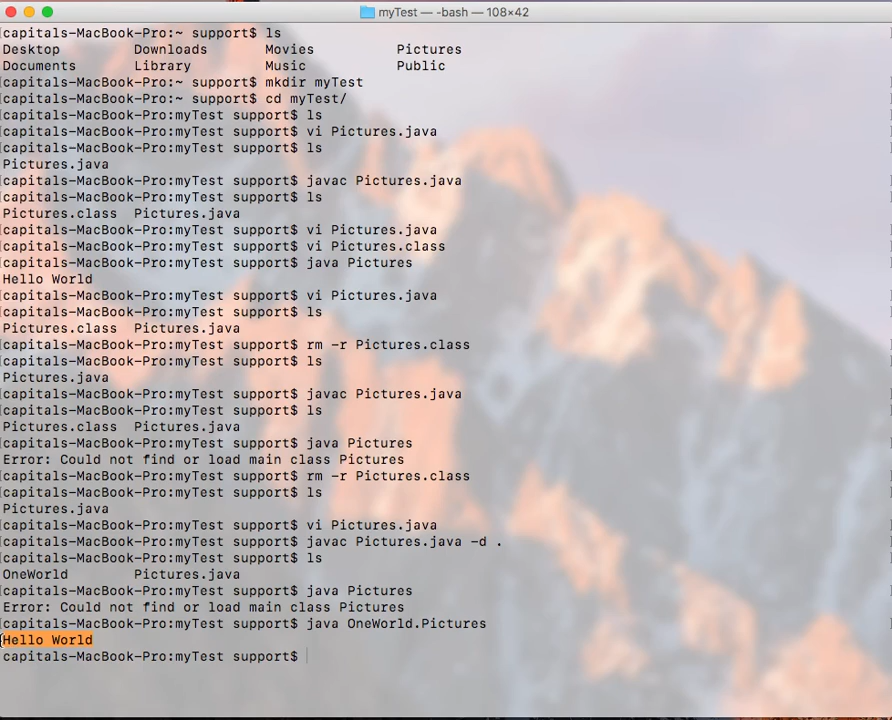 myTest — -bash — 108×42
[capitals-MacBook-Pro:~ support$ ls
Desktop Downloads Movies Pictures
Documents Library Music Public
[capitals-MacBook-Pro:~ support$ mkdir myTest
[capitals-MacBook-Pro:~ support$ cd myTest/
[capitals-MacBook-Pro:myTest support$ ls
[capitals-MacBook-Pro:myTest support$ vi Pictures.java
[capitals-MacBook-Pro:myTest support$ ls
Pictures.java
[capitals-MacBook-Pro:myTest support$ javac Pictures.java
[capitals-MacBook-Pro:myTest support$ ls
Pictures.class Pictures.java
[capitals-MacBook-Pro:myTest support$ vi Pictures.java
[capitals-MacBook-Pro:myTest support$ vi Pictures.class
[capitals-MacBook-Pro:myTest support$ java Pictures
Hello World
[capitals-MacBook-Pro:myTest support$ vi Pictures.java
[capitals-MacBook-Pro:myTest support$ ls
Pictures.class Pictures.java
[capitals-MacBook-Pro:myTest support$ rm -r Pictures.class
[capitals-MacBook-Pro:myTest support$ ls
Pictures.java
[capitals-MacBook-Pro:myTest support$ javac Pictures.java
[capitals-MacBook-Pro:myTest support$ ls
Pictures.class Pictures.java
[capitals-MacBook-Pro:myTest support$ java Pictures
Error: Could not find or load main class Pictures
[capitals-MacBook-Pro:myTest support$ rm -r Pictures.class
[capitals-MacBook-Pro:myTest support$ ls
Pictures.java
[capitals-MacBook-Pro:myTest support$ vi Pictures.java
[capitals-MacBook-Pro:myTest support$ javac Pictures.java -d .
[capitals-MacBook-Pro:myTest support$ ls
OneWorld Pictures.java
[capitals-MacBook-Pro:myTest support$ java Pictures
Error: Could not find or load main class Pictures
[capitals-MacBook-Pro:myTest support$ java OneWorld.Pictures
Hello World
capitals-MacBook-Pro:myTest support$